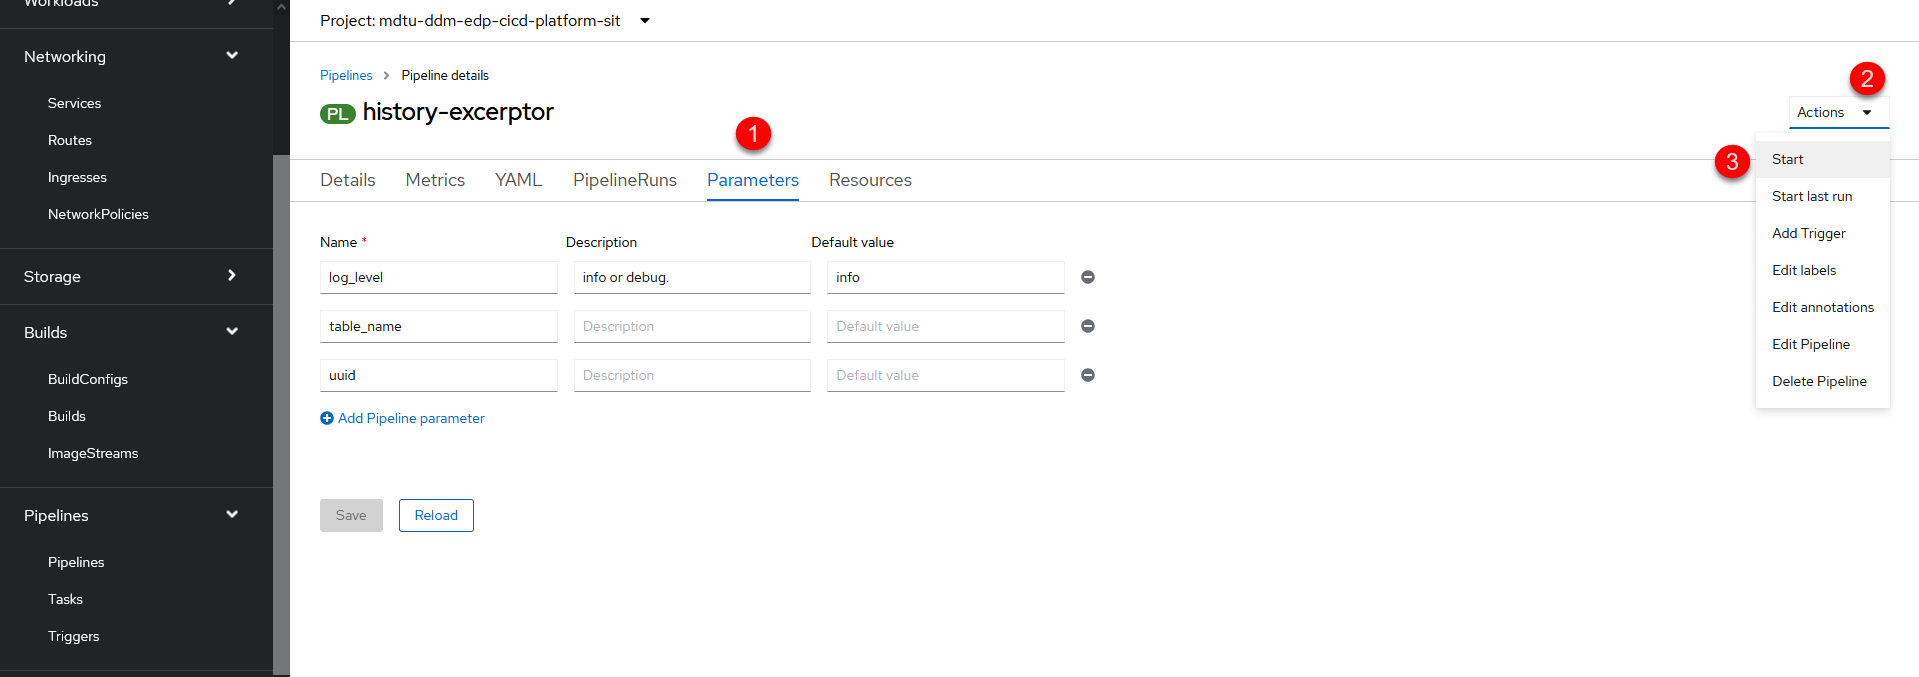 Workloads
Networking
Services
Routes
Ingresses
NetworkPolicies
Storage
Builds
BuildConfigs
Builds
ImageStreams
Pipelines
Pipelines
Tasks
Triggers
Project: mdtu-ddm-edp-cicd-platform-sit
Pipelines > Pipeline details
PL history-excerptor
1
2
Actions
3
Start
Start last run
Add Trigger
Edit labels
Edit annotations
Edit Pipeline
Delete Pipeline
Details Metrics YAML PipelineRuns Parameters Resources
Name * Description Default value
log_level info or debug. info
table_name Description Default value
uuid Description Default value
Add Pipeline parameter
Save Reload